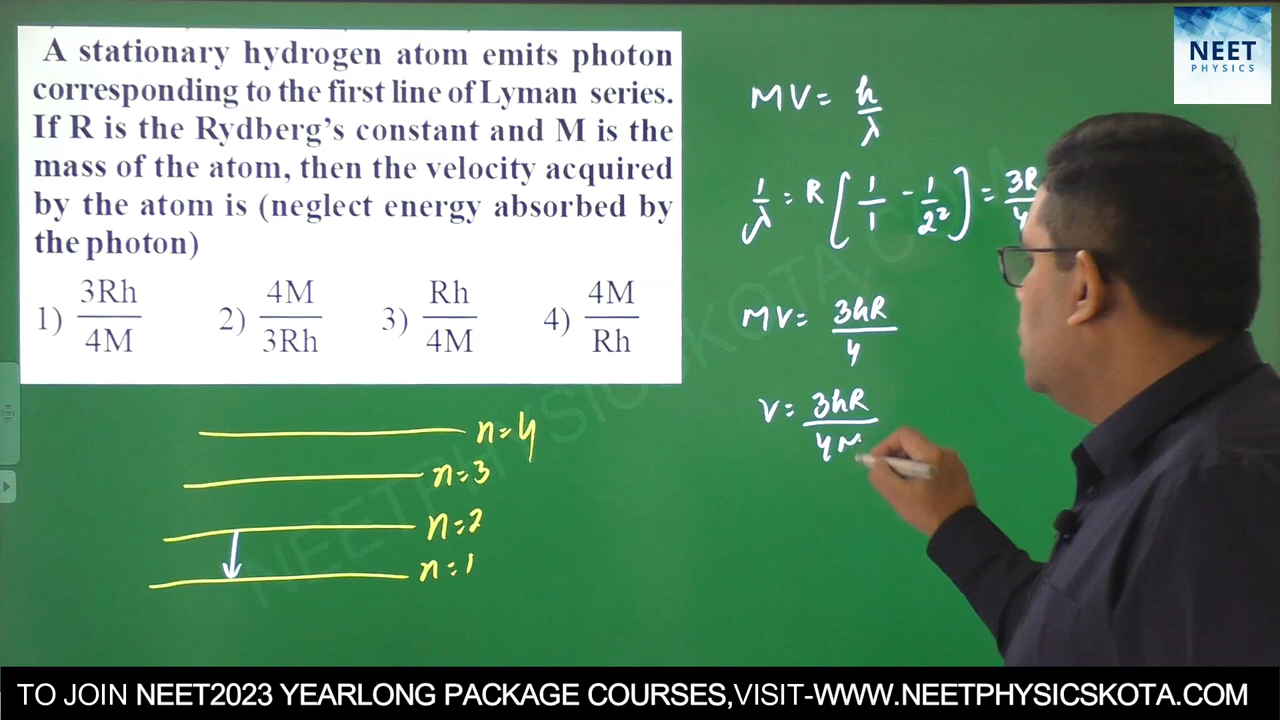 A stationary hydrogen atom emits photon
corresponding to the first line of Lyman series.
If R is the Rydberg's constant and M is the
mass of the atom, then the velocity acquired
by the atom is (neglect energy absorbed by
the photon)
1) 3Rh/4M 2) 4M/3Rh 3) Rh/4M 4) 4M/Rh
n=4
n=3
n=2
n=1
MV = h/λ
1/λ = R [1/1 - 1/2²] = 3R/4
MV = 3hR/4
V = 3hR/4M
NEET
PHYSICS
NEETPHYSICSKOTA.COM
TO JOIN NEET2023 YEARLONG PACKAGE COURSES,VISIT-WWW.NEETPHYSICSKOTA.COM